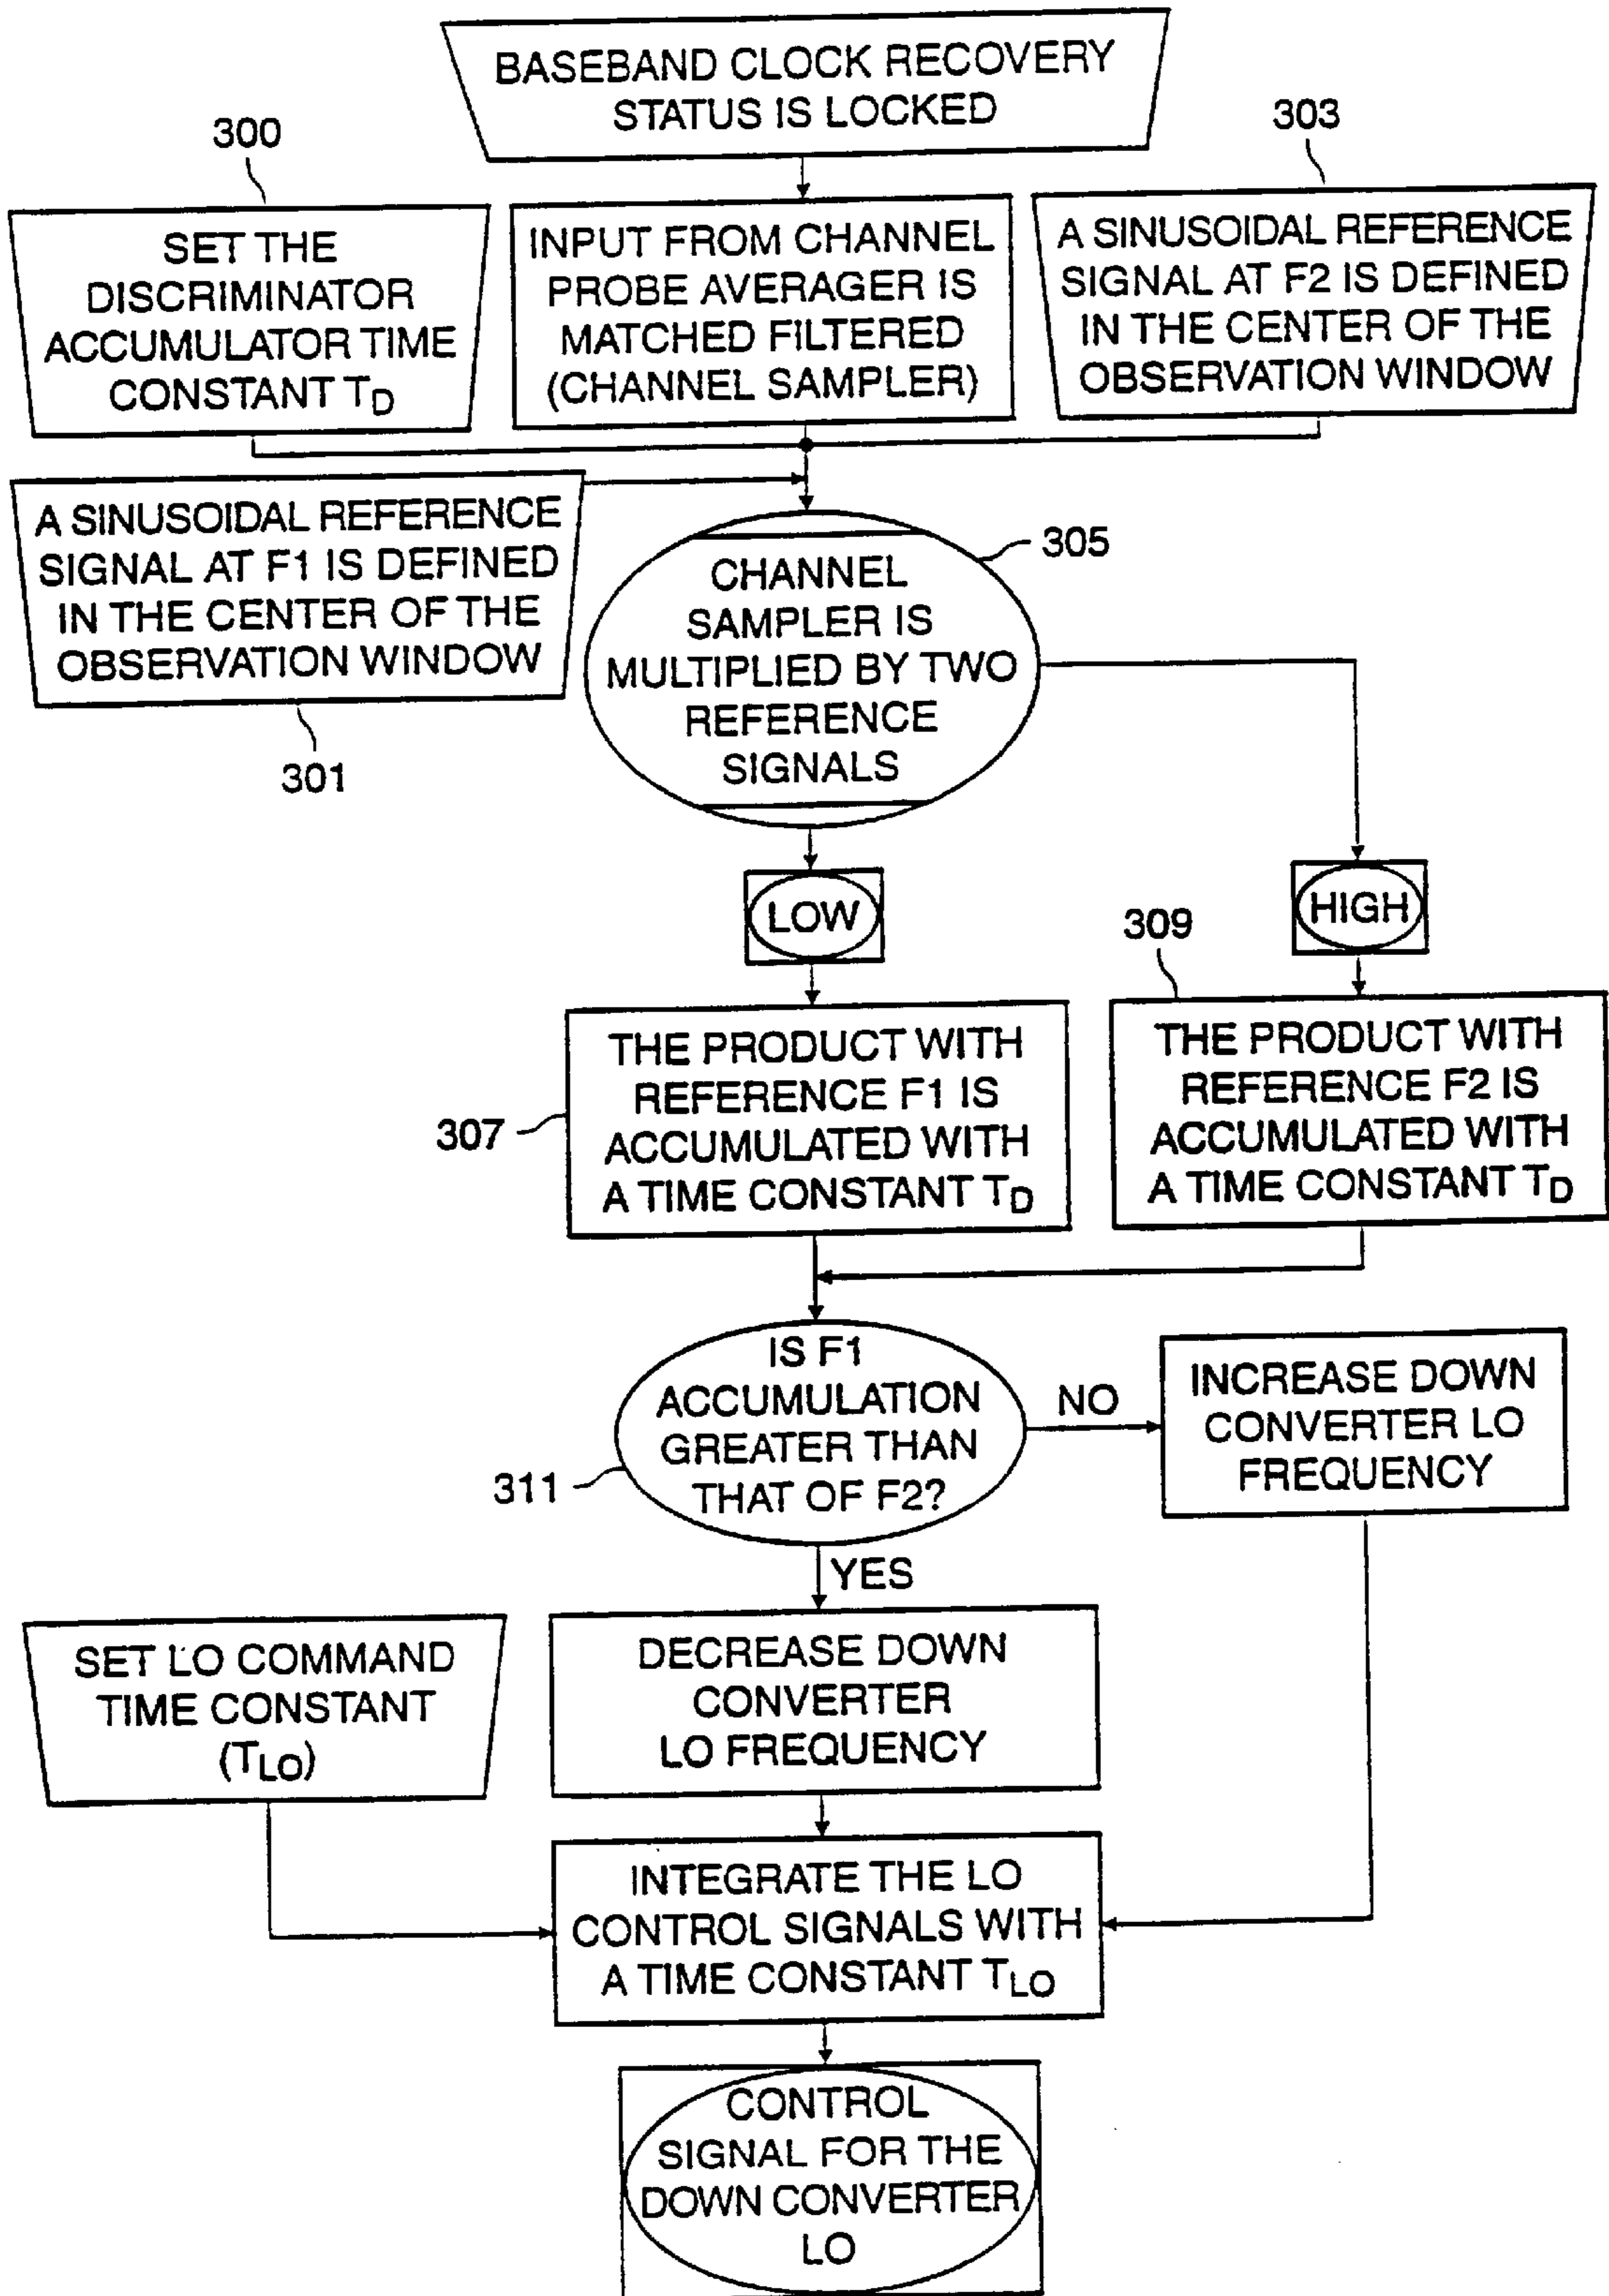 BASEBAND CLOCK RECOVERY
STATUS IS LOCKED
300
303
SET THE
DISCRIMINATOR
ACCUMULATOR TIME
CONSTANT TD
INPUT FROM CHANNEL
PROBE AVERAGER IS
MATCHED FILTERED
(CHANNEL SAMPLER)
A SINUSOIDAL REFERENCE
SIGNAL AT F2 IS DEFINED
IN THE CENTER OF THE
OBSERVATION WINDOW
A SINUSOIDAL REFERENCE
SIGNAL AT F1 IS DEFINED
IN THE CENTER OF THE
OBSERVATION WINDOW
301
305
CHANNEL
SAMPLER IS
MULTIPLIED BY TWO
REFERENCE
SIGNALS
LOW
HIGH
309
THE PRODUCT WITH
REFERENCE F1 IS
ACCUMULATED WITH
A TIME CONSTANT TD
307
THE PRODUCT WITH
REFERENCE F2 IS
ACCUMULATED WITH
A TIME CONSTANT TD
IS F1
ACCUMULATION
GREATER THAN
THAT OF F2?
311
NO
INCREASE DOWN
CONVERTER LO
FREQUENCY
YES
SET LO COMMAND
TIME CONSTANT
(TLO)
DECREASE DOWN
CONVERTER
LO FREQUENCY
INTEGRATE THE LO
CONTROL SIGNALS WITH
A TIME CONSTANT TLO
CONTROL
SIGNAL FOR THE
DOWN CONVERTER
LO